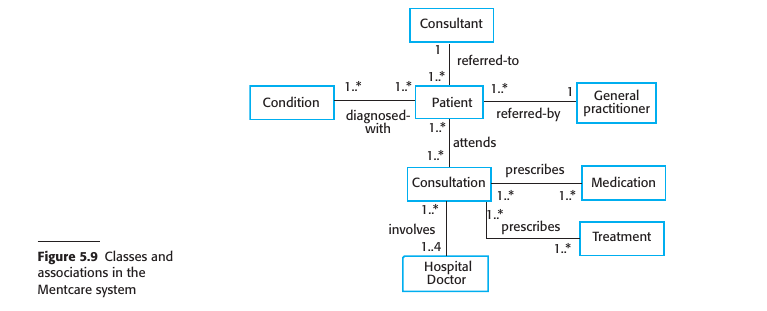 Consultant
1
referred-to
1..*
Condition
1..*
1..*
diagnosed-
with
Patient
1..*
1
referred-by
General
practitioner
1..*
attends
1..*
Consultation
prescribes
1..*
1..*
Medication
1..*
prescribes
1..*
Treatment
1..*
involves
1..4
Hospital
Doctor
Figure 5.9 Classes and
associations in the
Mentcare system